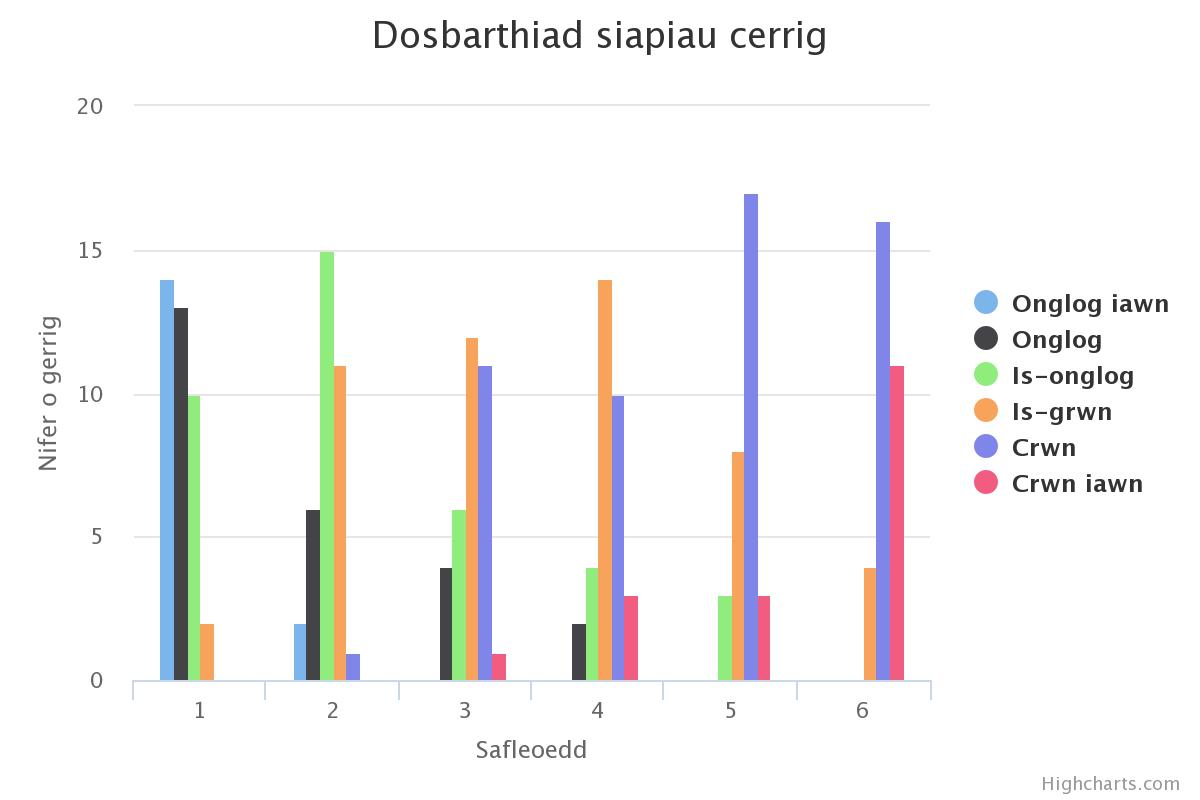 Dosbarthiad siapiau cerrig
20
15
10
5
0
Nifer o gerrig
1 2 3 4 5 6
Safleoedd
Onglog iawn
Onglog
Is-onglog
Is-grwn
Crwn
Crwn iawn
Highcharts.com